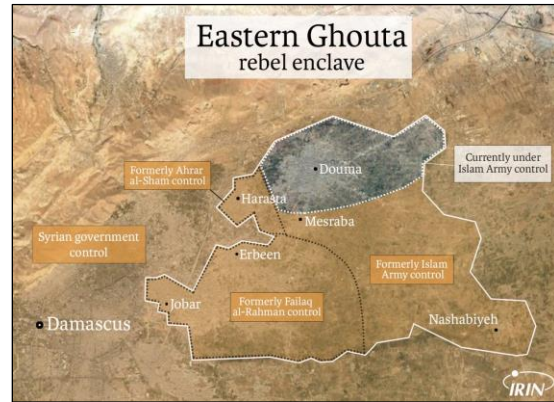 Eastern Ghouta
rebel enclave
Formerly Ahrar
al-Sham control
Douma
Currently under
Islam Army control
Harasta
Mesraba
Syrian government
control
Erbeen
Formerly Islam
Army control
Jobar
Formerly Failaq
al-Rahman control
Damascus
Nashabiyeh
IRIN